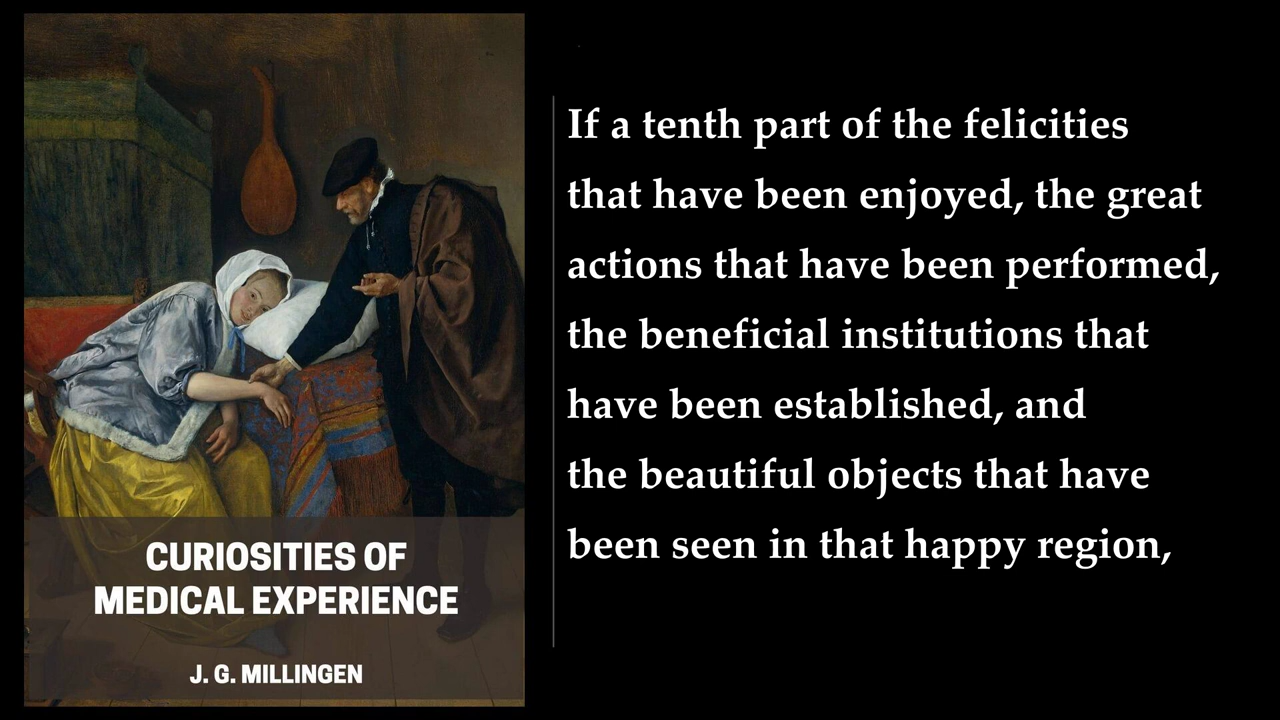 If a tenth part of the felicities
that have been enjoyed, the great
actions that have been performed,
the beneficial institutions that
have been established, and
the beautiful objects that have
been seen in that happy region,
CURIOSITIES OF
MEDICAL EXPERIENCE
J. G. MILLINGEN